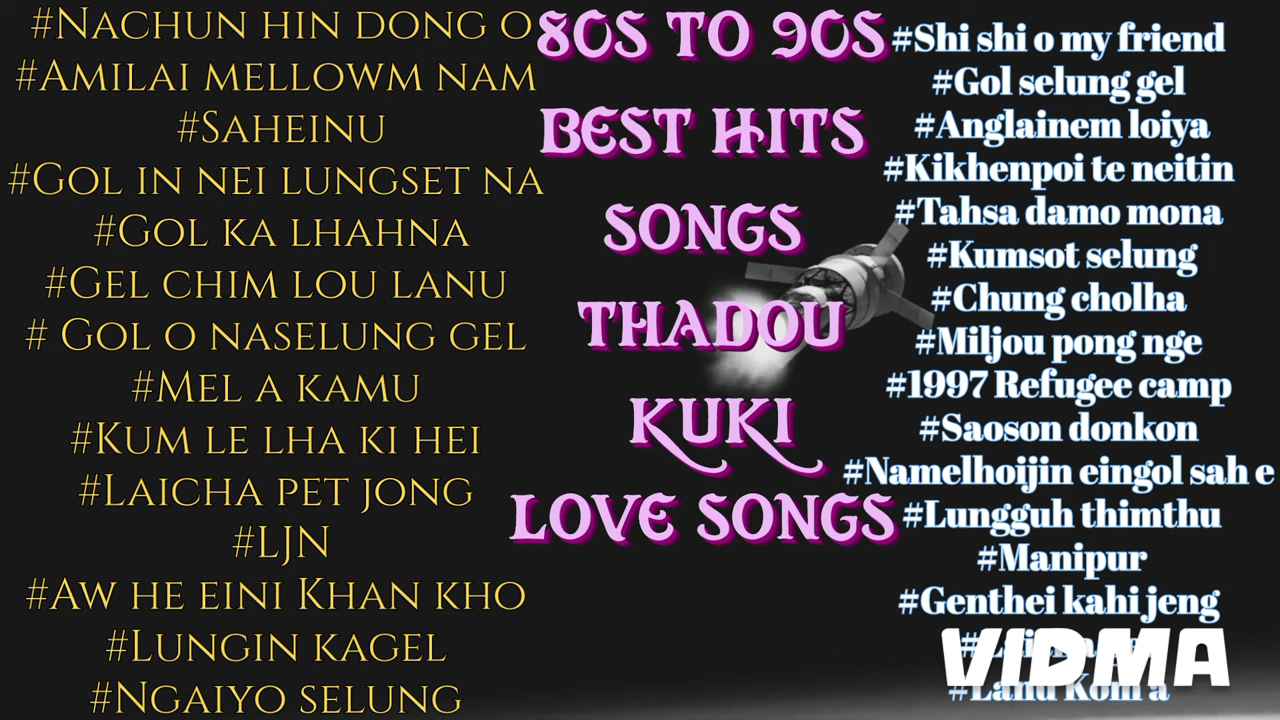 #Nachun hin dong o
#Amilai mellowm nam
#Saheinu
#Gol in nei lungset na
#Gol ka lhahna
#Gel chim lou lanu
# Gol o naselung gel
#Mel a kamu
#Kum le lha ki hei
#Laicha pet jong
#LJN
#Aw he eini Khan kho
#Lungin kagel
#Ngaiyo selung
80s to 90s
Best Hits
Songs
Thadou
Kuki
Love Songs
#Shi shi o my friend
#Gol selung gel
#Anglainem loiya
#Kikhenpoi te neitin
#Tahsa damo mona
#Kumsot selung
#Chung cholha
#Miljou pong nge
#1997 Refugee camp
#Saoson donkon
#Namelhoijin eingol sah e
#Lungguh thimthu
#Manipur
#Genthei kahi jeng
#Lanu Kom a
VIDMA